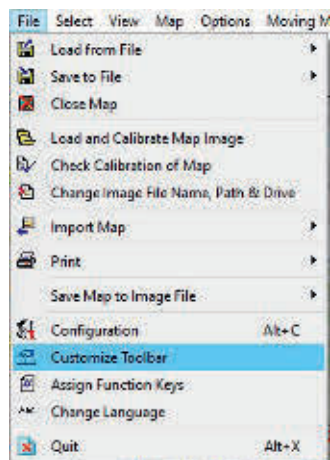 File Select View Map Options Moving M
Load from File
Save to File
Close Map
Load and Calibrate Map Image
Check Calibration of Map
Change Image File Name, Path & Drive
Import Map
Print
Save Map to Image File
Configuration Alt+C
Customize Toolbar
Assign Function Keys
Change Language
Quit Alt+X